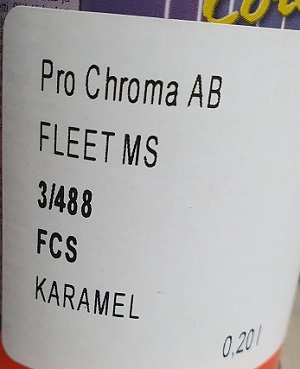 Pro Chroma AB
FLEET MS
3/488
FCS
KARAMEL
0,20 l